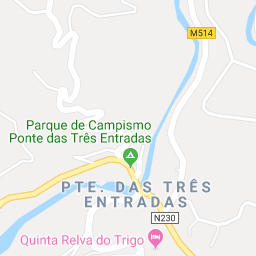 M514
Parque de Campismo
Ponte das Três Entradas
PTE. DAS TRÊS
ENTRADAS
N230
Quinta Relva do Trigo